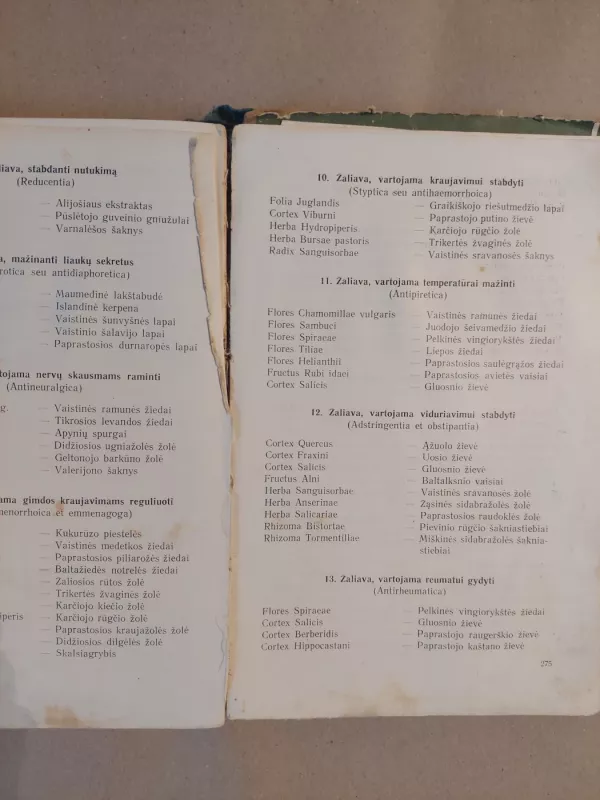 liava, stabdanti nutukimą
(Reducentia)
— Alijošiaus ekstraktas
— Pūslėtojo guveinio gniužulai
— Varnalėšos šaknys
a, mažinanti liaukų sekretus
rotica seu antidiaphoretica)
— Maumedinė lakštabudė
— Islandinė kerpena
— Vaistinės šunvyšnės lapai
— Vaistinio šalavijo lapai
— Paprastosios durnaropės lapai
tojama nervų skausmams raminti
(Antineuralgica)
g. — Vaistinės ramunės žiedai
— Tikrosios levandos žiedai
— Apynių spurgai
— Didžiosios ugniažolės žolė
— Geltonojo barkūno žolė
— Valerijono šaknys
ama gimdos kraujavimams reguliuoti
menorrhoica et emmenagoga)
— Kukurūzo piestelės
— Vaistinės medetkos žiedai
— Paprastosios piliarožės žiedai
— Baltažiedės notrelės žiedai
— Žaliosios rūtos žolė
— Trikertės žvaginės žolė
— Karčiojo kiečio žolė
iperis — Karčiojo rūgčio žolė
— Paprastosios kraujažolės žolė
— Didžiosios dilgėlės žolė
— Skalsiagrybis
10. Žaliava, vartojama kraujavimui stabdyti
(Styptica seu antihaemorrhoica)
Folia Juglandis — Graikiškojo riešutmedžio lapai
Cortex Viburni — Paprastojo putino žievė
Herba Hydropiperis — Karčiojo rūgčio žolė
Herba Bursae pastoris — Trikertės žvaginės žolė
Radix Sanguisorbae — Vaistinės sravanosės šaknys
11. Žaliava, vartojama temperatūrai mažinti
(Antipiretica)
Flores Chamomillae vulgaris — Vaistinės ramunės žiedai
Flores Sambuci — Juodojo šeivamedžio žiedai
Flores Spiraeae — Pelkinės vingiorykštės žiedai
Flores Tiliae — Liepos žiedai
Flores Helianthii — Paprastosios saulėgrąžos žiedai
Fructus Rubi idaei — Paprastosios avietės vaisiai
Cortex Salicis — Gluosnio žievė
12. Žaliava, vartojama viduriavimui stabdyti
(Adstringentia et obstipantia)
Cortex Quercus — Ąžuolo žievė
Cortex Fraxini — Uosio žievė
Cortex Salicis — Gluosnio žievė
Fructus Alni — Baltalksnio vaisiai
Herba Sanguisorbae — Vaistinės sravanosės žolė
Herba Anserinae — Žąsinės sidabražolės žolė
Herba Salicariae — Paprastosios raudoklės žolė
Rhizoma Bistortae — Pievinio rūgčio šakniastiebiai
Rhizoma Tormentillae — Miškinės sidabražolės šaknia-
stiebiai
13. Žaliava, vartojama reumatui gydyti
(Antirheumatica)
Flores Spiraeae — Pelkinės vingiorykštės žiedai
Cortex Salicis — Gluosnio žievė
Cortex Berberidis — Paprastojo raugerškio žievė
Cortex Hippocastani — Paprastojo kaštano žievė
275